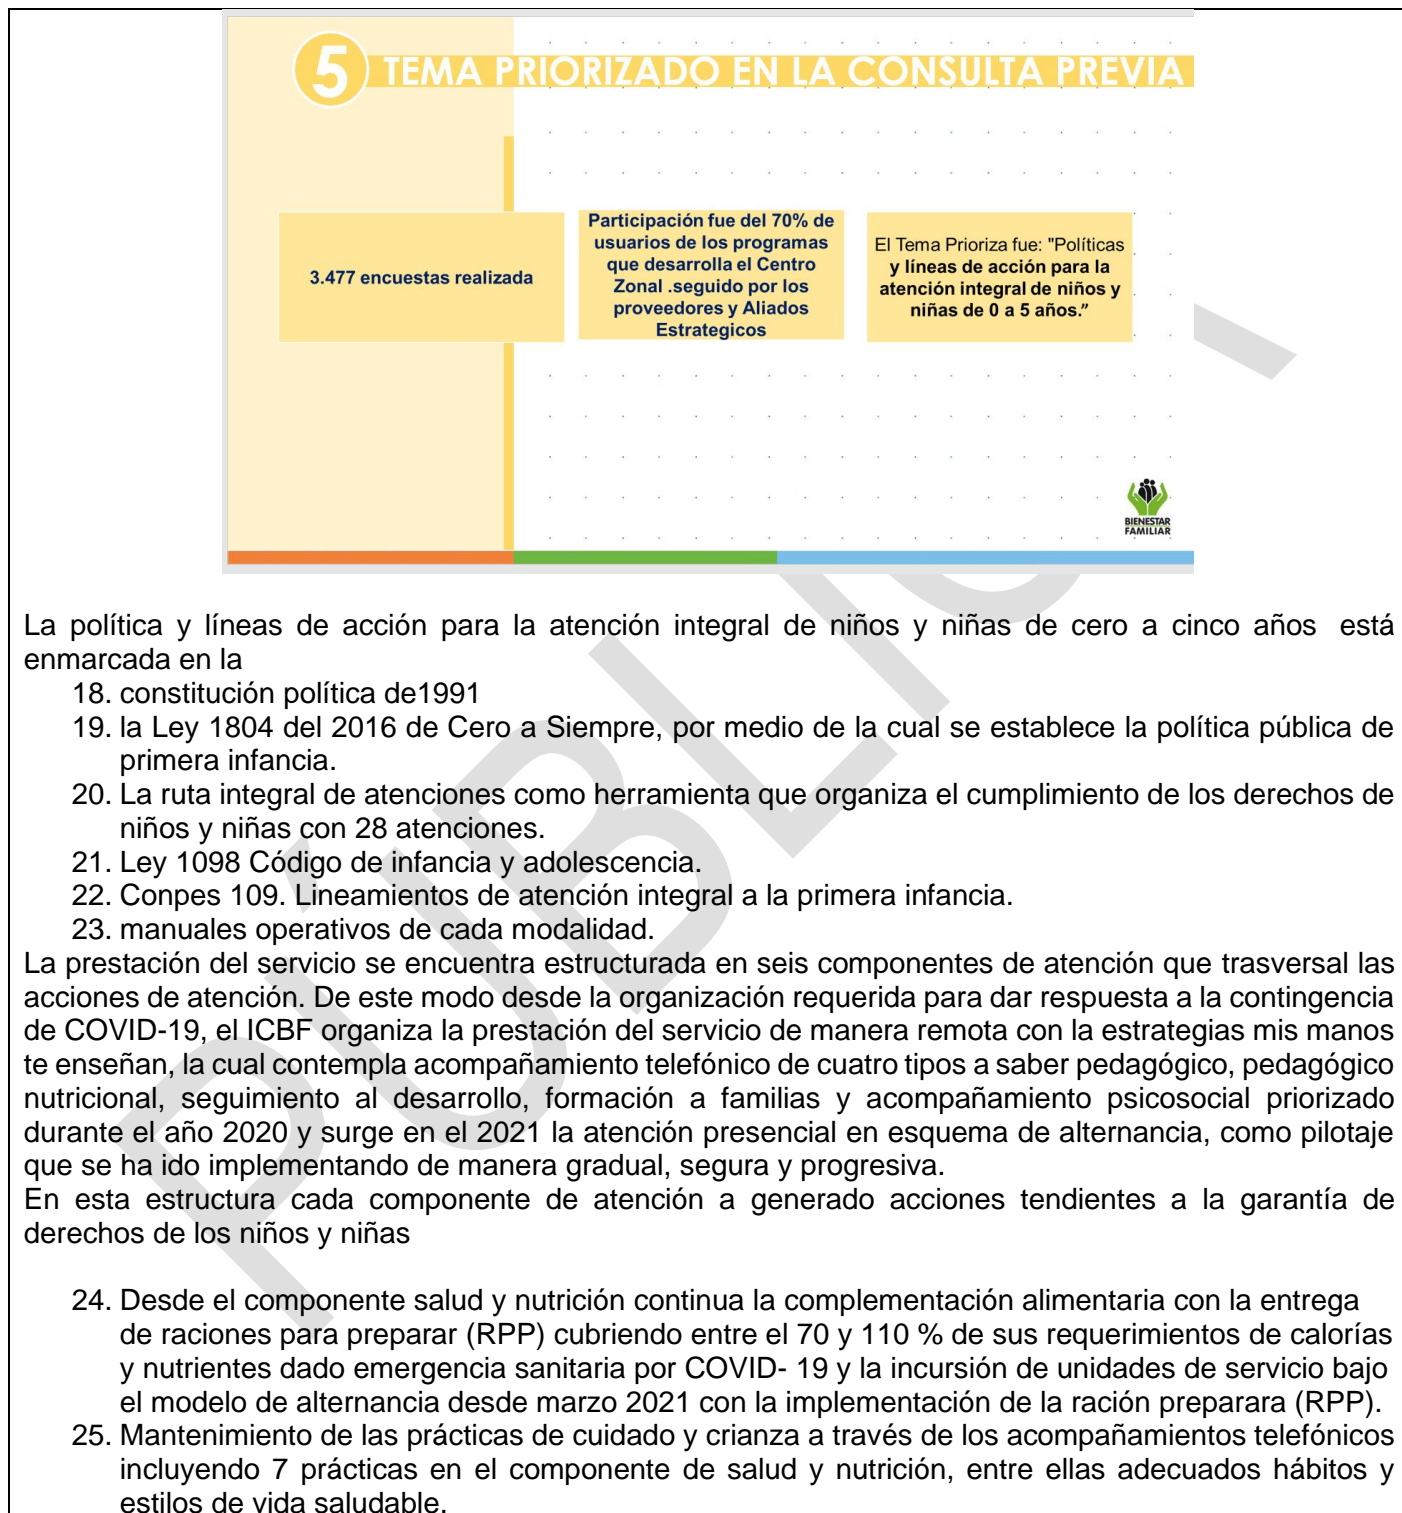 5 TEMA PRIORIZADO EN LA CONSULTA PREVIA
3.477 encuestas realizada
Participación fue del 70% de
usuarios de los programas
que desarrolla el Centro
Zonal .seguido por los
proveedores y Aliados
Estrategicos
El Tema Prioriza fue: "Políticas
y líneas de acción para la
atención integral de niños y
niñas de 0 a 5 años.”
BIENESTAR
FAMILIAR
La política y líneas de acción para la atención integral de niños y niñas de cero a cinco años está
enmarcada en la
18. constitución política de1991
19. la Ley 1804 del 2016 de Cero a Siempre, por medio de la cual se establece la política pública de
primera infancia.
20. La ruta integral de atenciones como herramienta que organiza el cumplimiento de los derechos de
niños y niñas con 28 atenciones.
21. Ley 1098 Código de infancia y adolescencia.
22. Conpes 109. Lineamientos de atención integral a la primera infancia.
23. manuales operativos de cada modalidad.
La prestación del servicio se encuentra estructurada en seis componentes de atención que trasversal las
acciones de atención. De este modo desde la organización requerida para dar respuesta a la contingencia
de COVID-19, el ICBF organiza la prestación del servicio de manera remota con la estrategias mis manos
te enseñan, la cual contempla acompañamiento telefónico de cuatro tipos a saber pedagógico, pedagógico
nutricional, seguimiento al desarrollo, formación a familias y acompañamiento psicosocial priorizado
durante el año 2020 y surge en el 2021 la atención presencial en esquema de alternancia, como pilotaje
que se ha ido implementando de manera gradual, segura y progresiva.
En esta estructura cada componente de atención a generado acciones tendientes a la garantía de
derechos de los niños y niñas
24. Desde el componente salud y nutrición continua la complementación alimentaria con la entrega
de raciones para preparar (RPP) cubriendo entre el 70 y 110 % de sus requerimientos de calorías
y nutrientes dado emergencia sanitaria por COVID- 19 y la incursión de unidades de servicio bajo
el modelo de alternancia desde marzo 2021 con la implementación de la ración preparara (RPP).
25. Mantenimiento de las prácticas de cuidado y crianza a través de los acompañamientos telefónicos
incluyendo 7 prácticas en el componente de salud y nutrición, entre ellas adecuados hábitos y
estilos de vida saludable.